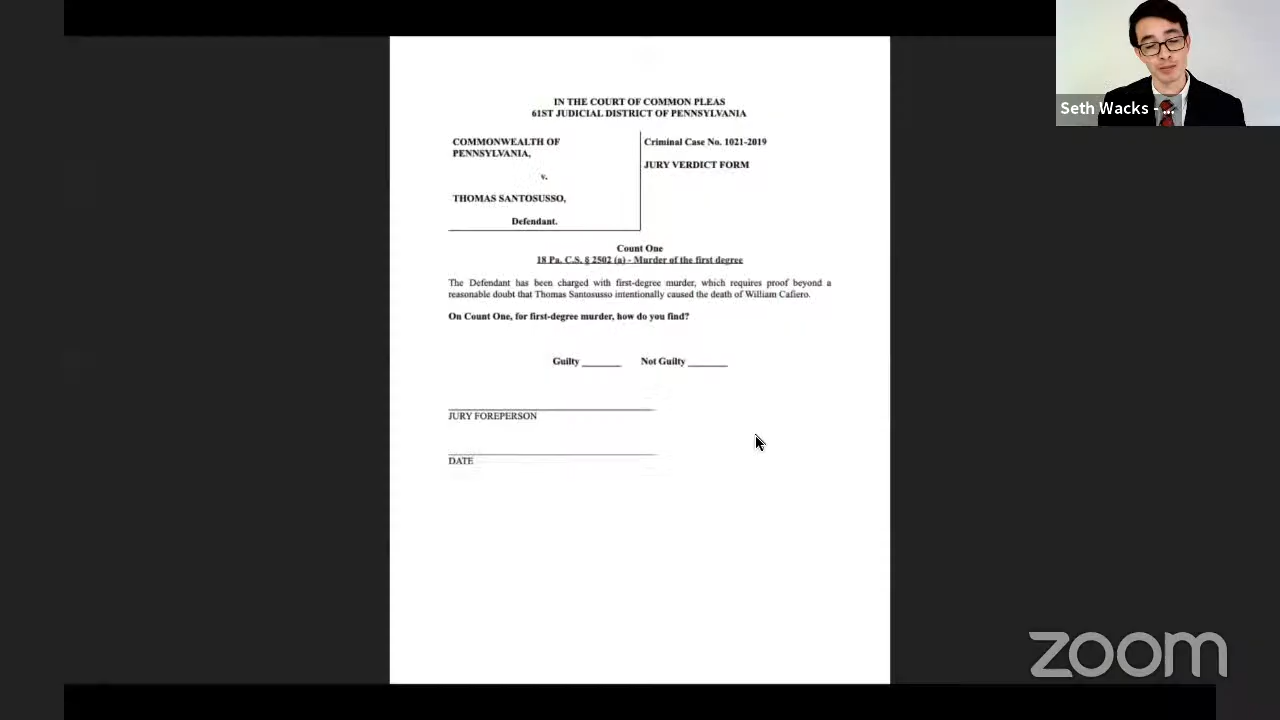 IN THE COURT OF COMMON PLEAS
61ST JUDICIAL DISTRICT OF PENNSYLVANIA
COMMONWEALTH OF
PENNSYLVANIA,
v.
THOMAS SANTOSUSSO,
Defendant.
Criminal Case No. 1021-2019
JURY VERDICT FORM
Count One
18 Pa. C.S. § 2502 (a) - Murder of the first degree
The Defendant has been charged with first-degree murder, which requires proof beyond a
reasonable doubt that Thomas Santosusso intentionally caused the death of William Cafiero.
On Count One, for first-degree murder, how do you find?
Guilty _______ Not Guilty _______
JURY FOREPERSON
DATE
Seth Wacks - ...
zoom